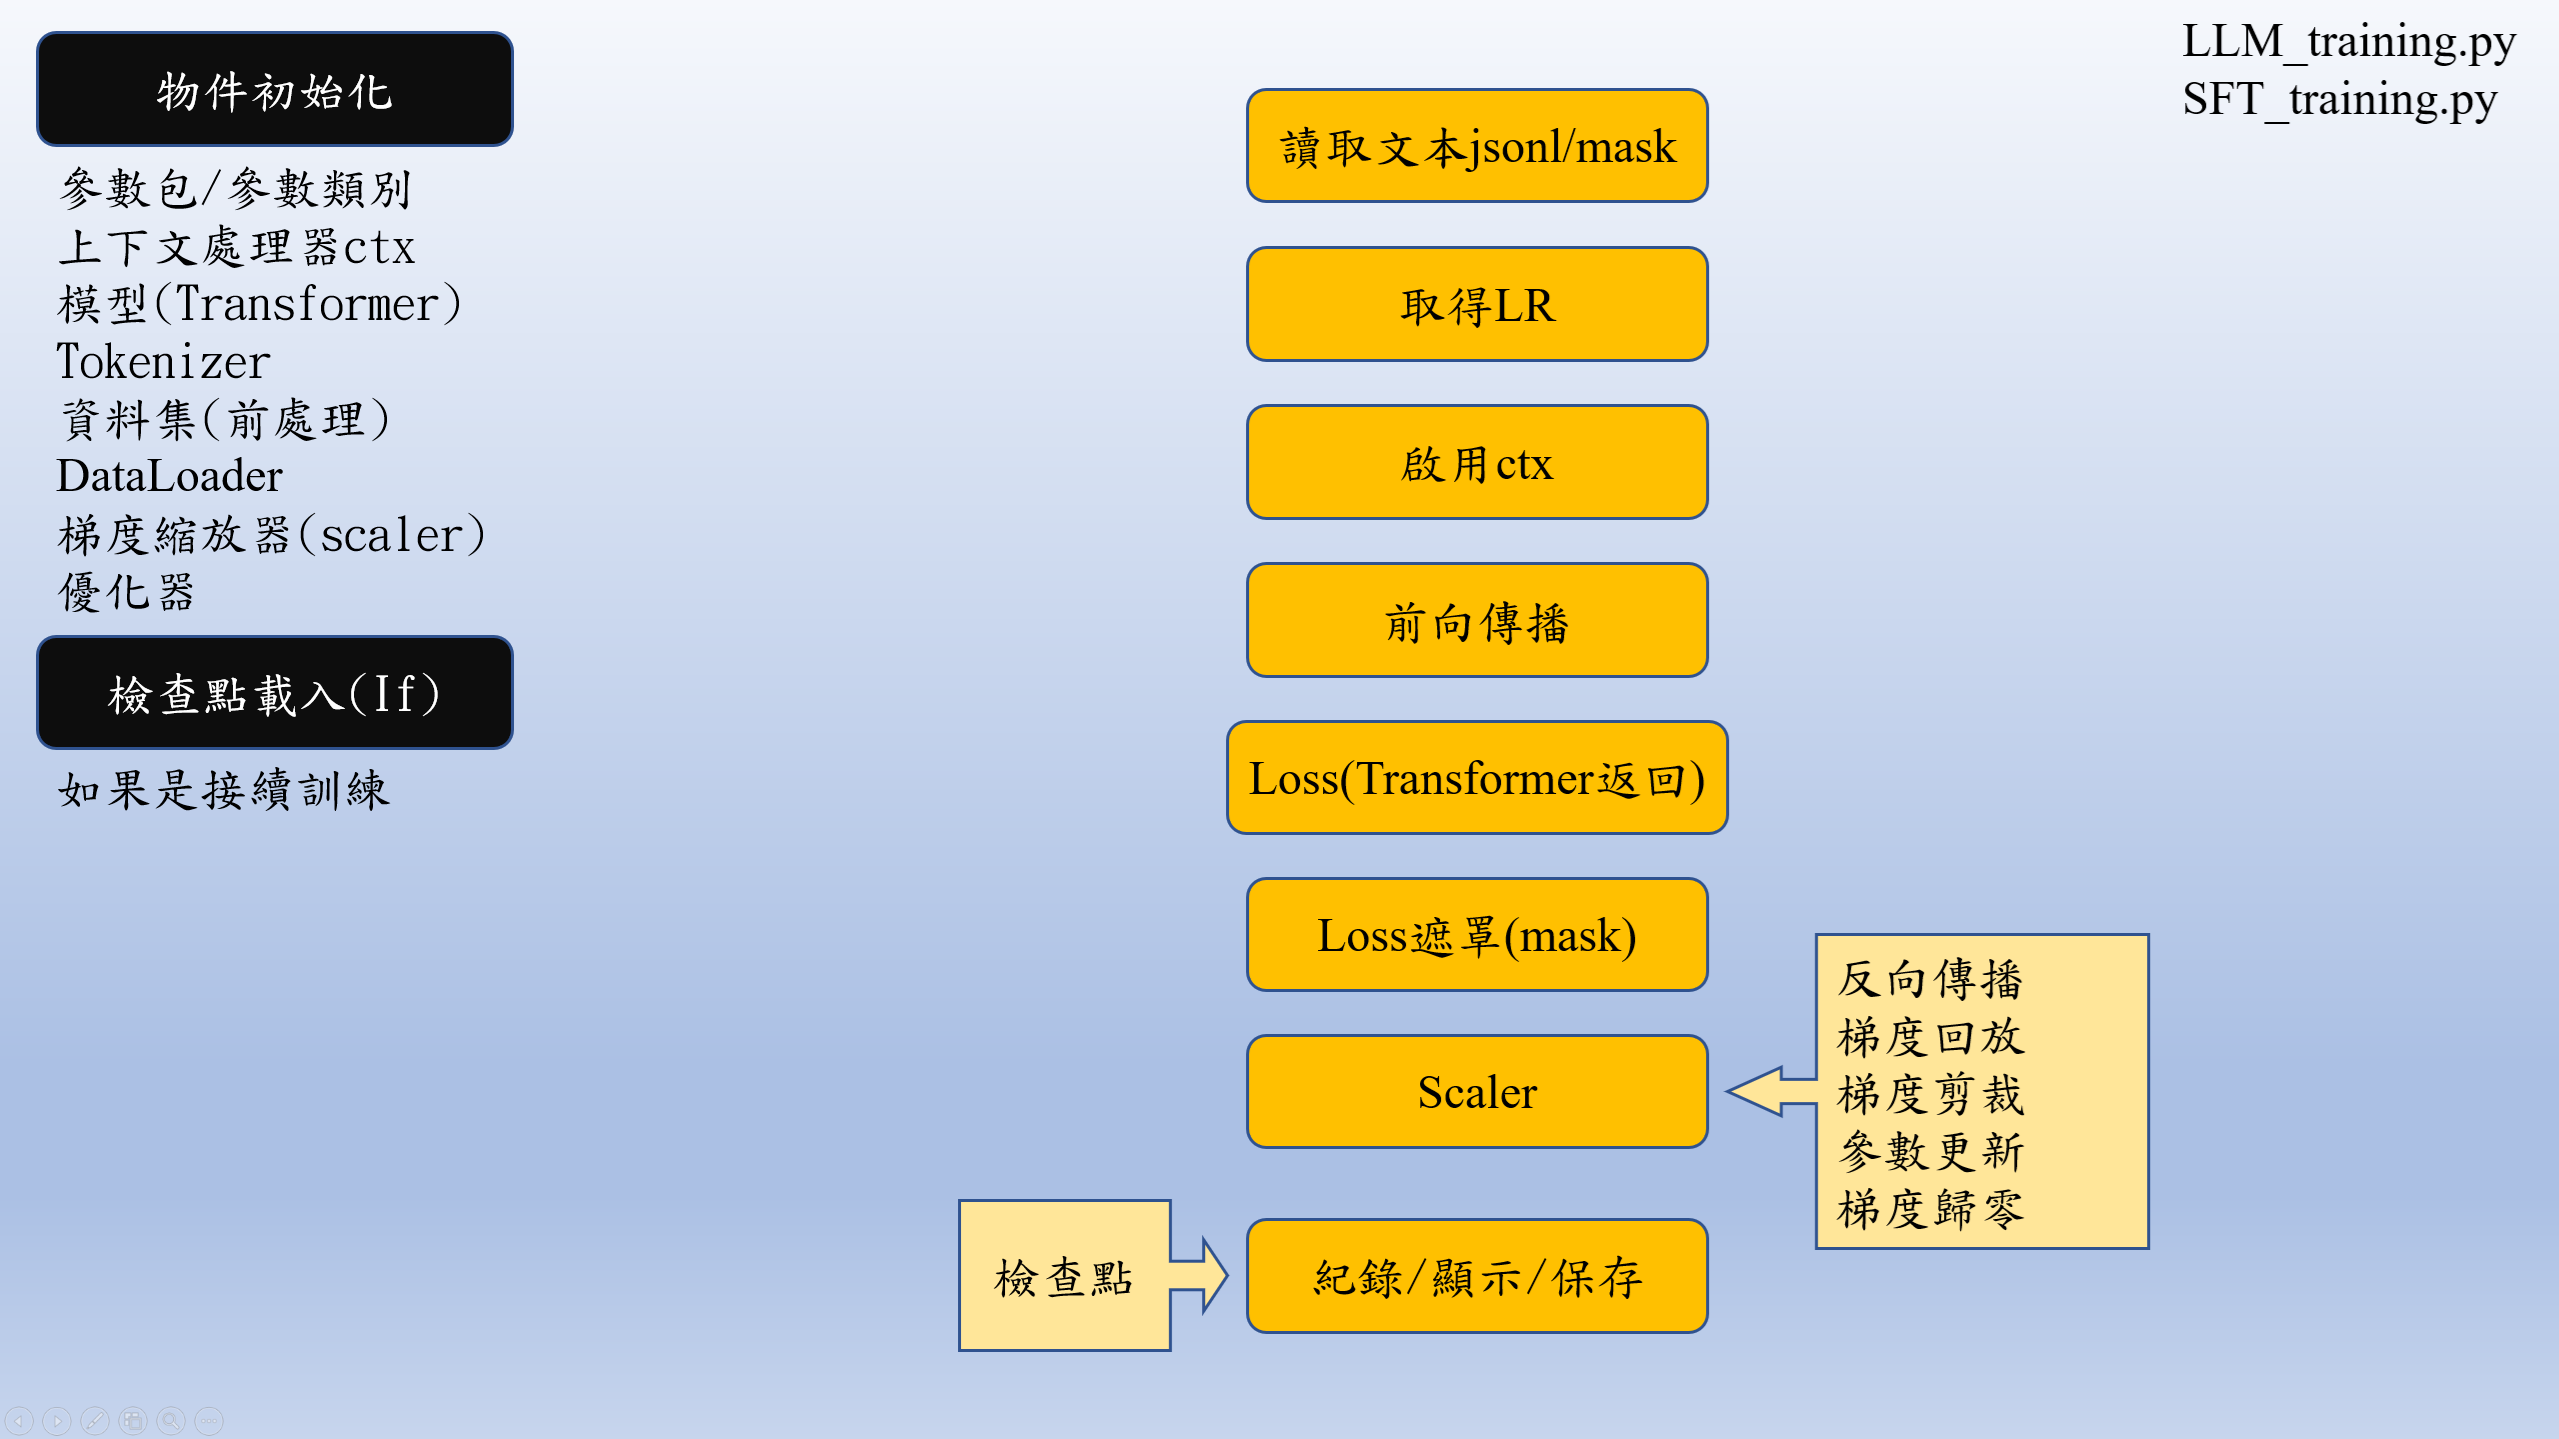 物件初始化
參數包/參數類別
上下文處理器ctx
模型(Transformer)
Tokenizer
資料集(前處理)
DataLoader
梯度縮放器(scaler)
優化器
檢查點載入(If)
如果是接續訓練
LLM_training.py
SFT_training.py
讀取文本jsonl/mask
取得LR
啟用ctx
前向傳播
Loss(Transformer返回)
Loss遮罩(mask)
Scaler
反向傳播
梯度回放
梯度剪裁
參數更新
梯度歸零
檢查點
紀錄/顯示/保存